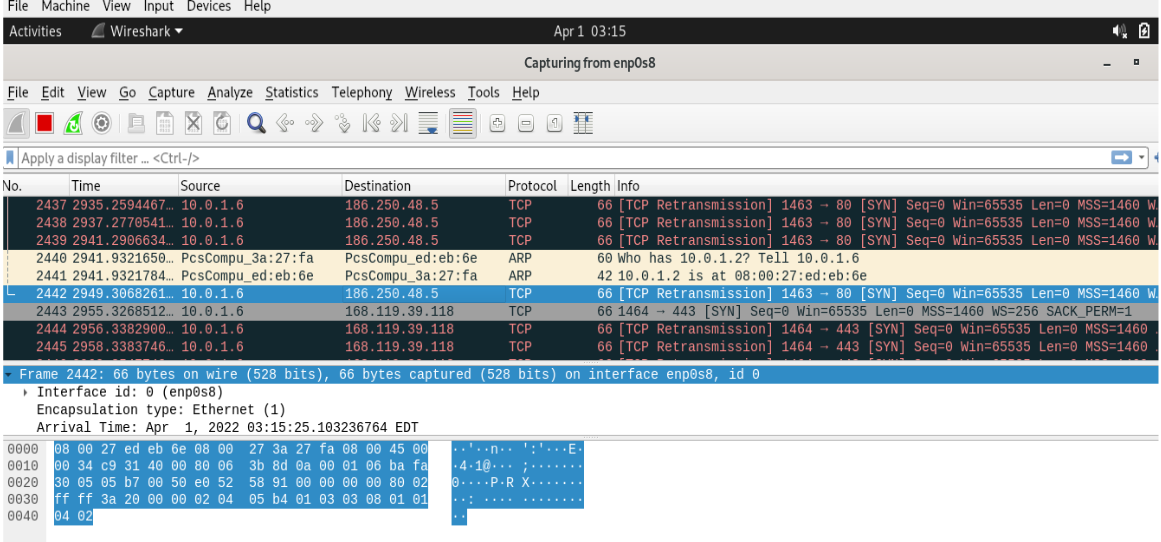 File Machine View Input Devices Help
Activities Wireshark ▾ Apr 1 03:15
Capturing from enp0s8
File Edit View Go Capture Analyze Statistics Telephony Wireless Tools Help
Apply a display filter ... <Ctrl-/>
No. Time Source Destination Protocol Length Info
2437 2935.2594467… 10.0.1.6 186.250.48.5 TCP 66 [TCP Retransmission] 1463 → 80 [SYN] Seq=0 Win=65535 Len=0 MSS=1460 W
2438 2937.2770541… 10.0.1.6 186.250.48.5 TCP 66 [TCP Retransmission] 1463 → 80 [SYN] Seq=0 Win=65535 Len=0 MSS=1460 W
2439 2941.2906634… 10.0.1.6 186.250.48.5 TCP 66 [TCP Retransmission] 1463 → 80 [SYN] Seq=0 Win=65535 Len=0 MSS=1460 W
2440 2941.9321650… PcsCompu_3a:27:fa PcsCompu_ed:eb:6e ARP 60 Who has 10.0.1.2? Tell 10.0.1.6
2441 2941.9321784… PcsCompu_ed:eb:6e PcsCompu_3a:27:fa ARP 42 10.0.1.2 is at 08:00:27:ed:eb:6e
2442 2949.3068261… 10.0.1.6 186.250.48.5 TCP 66 [TCP Retransmission] 1463 → 80 [SYN] Seq=0 Win=65535 Len=0 MSS=1460 W
2443 2955.3268512… 10.0.1.6 168.119.39.118 TCP 66 1464 → 443 [SYN] Seq=0 Win=65535 Len=0 MSS=1460 WS=256 SACK_PERM=1
2444 2956.3382900… 10.0.1.6 168.119.39.118 TCP 66 [TCP Retransmission] 1464 → 443 [SYN] Seq=0 Win=65535 Len=0 MSS=1460
2445 2958.3383746… 10.0.1.6 168.119.39.118 TCP 66 [TCP Retransmission] 1464 → 443 [SYN] Seq=0 Win=65535 Len=0 MSS=1460
Frame 2442: 66 bytes on wire (528 bits), 66 bytes captured (528 bits) on interface enp0s8, id 0
Interface id: 0 (enp0s8)
Encapsulation type: Ethernet (1)
Arrival Time: Apr 1, 2022 03:15:25.103236764 EDT
0000 08 00 27 ed eb 6e 08 00 27 3a 27 fa 08 00 45 00 ··'··n·· ':'···E·
0010 00 34 c9 31 40 00 80 06 3b 8d 0a 00 01 06 ba fa ·4·1@··· ;·······
0020 30 05 05 b7 00 50 e0 52 58 91 00 00 00 00 80 02 0····P·R X·······
0030 ff ff 3a 20 00 00 02 04 05 b4 01 03 03 08 01 01 ··: ···· ········
0040 04 02 ··